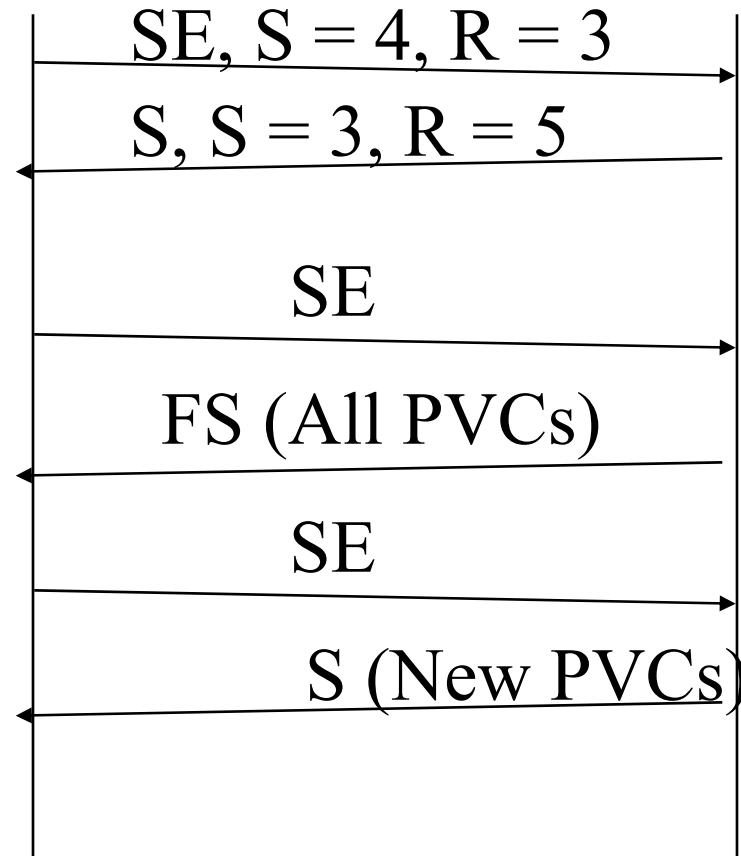 SE, S = 4, R = 3
S, S = 3, R = 5
SE
FS (All PVCs)
SE
S (New PVCs)